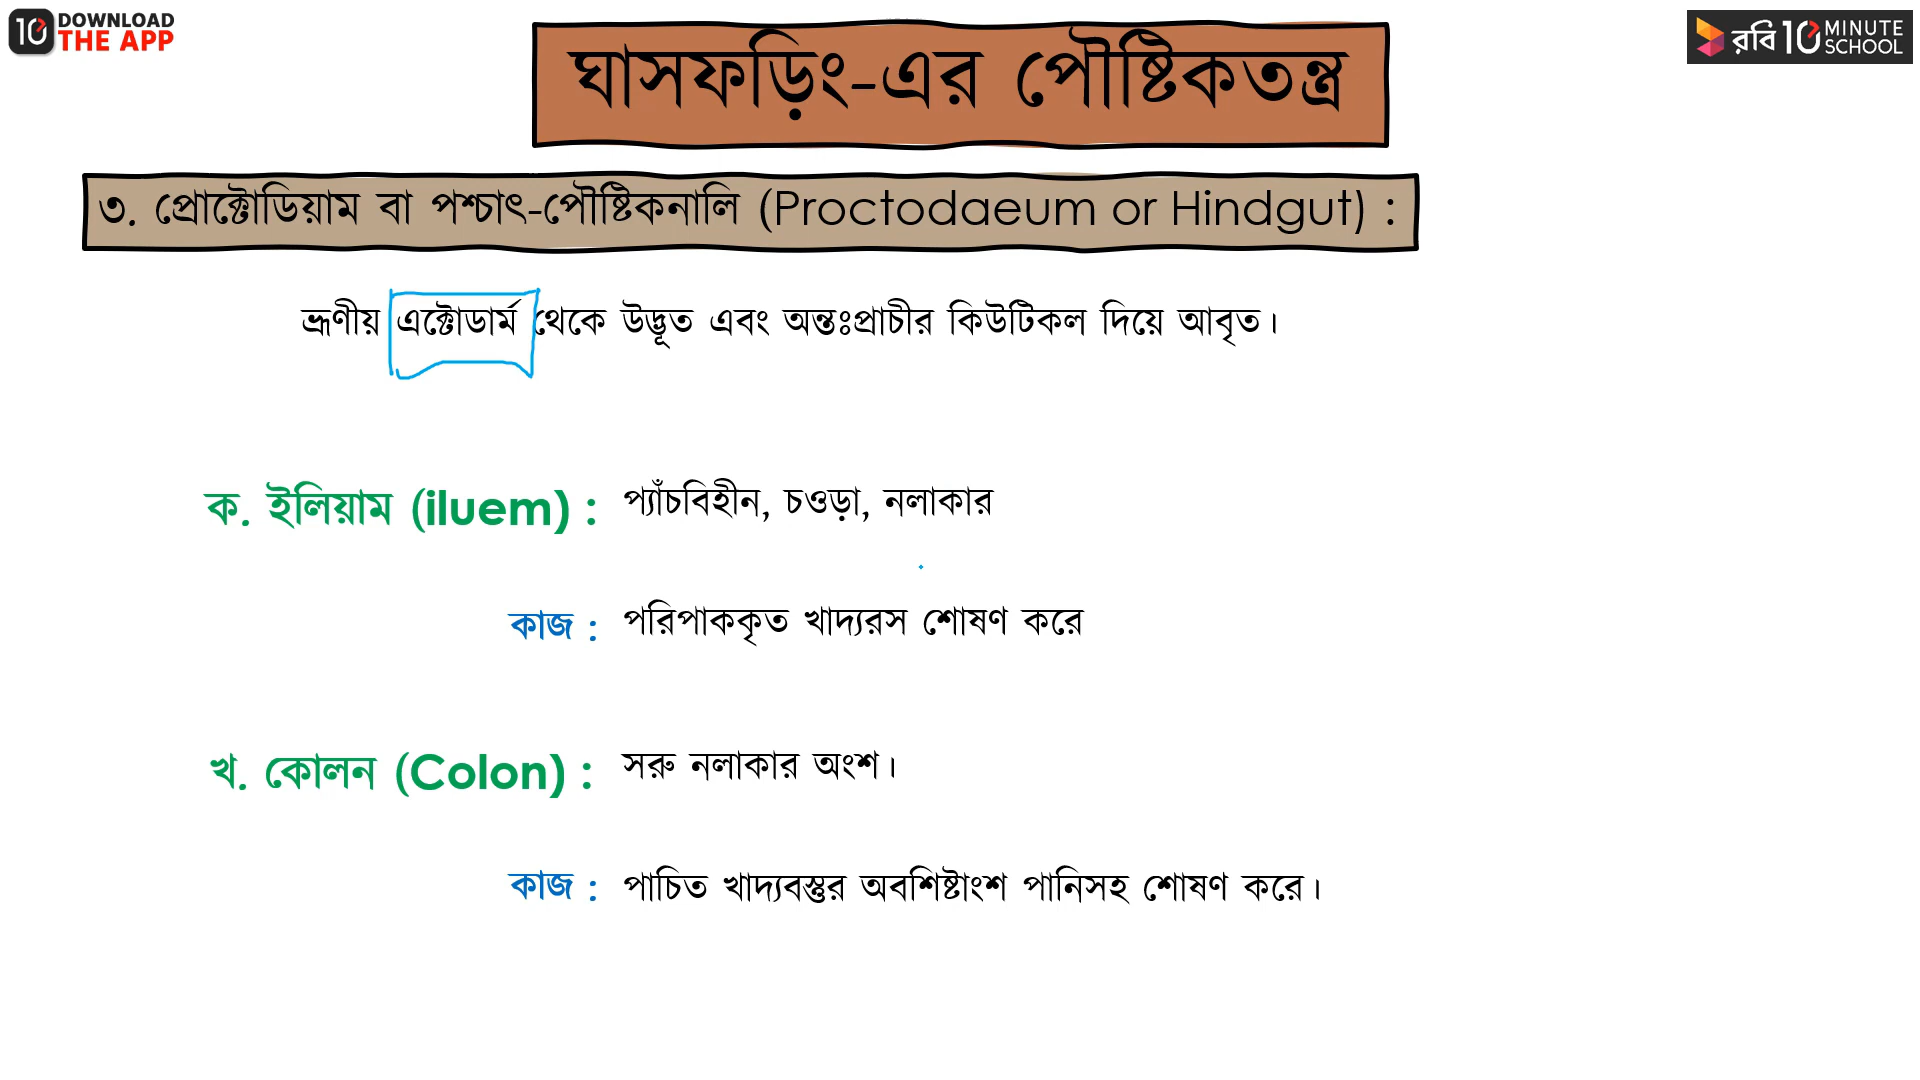 10 DOWNLOAD
THE APP
রবি 10 MINUTE
SCHOOL
ঘাসফড়িং-এর পৌষ্টিকতন্ত্র
৩. প্রোক্টোডিয়াম বা পশ্চাৎ-পৌষ্টিকনালি (Proctodaeum or Hindgut) :
ভ্রূণীয় এক্টোডার্ম থেকে উদ্ভূত এবং অন্তঃপ্রাচীর কিউটিকল দিয়ে আবৃত।
ক. ইলিয়াম (iluem) : প্যাঁচবিহীন, চওড়া, নলাকার
কাজ : পরিপাককৃত খাদ্যরস শোষণ করে
খ. কোলন (Colon) : সরু নলাকার অংশ।
কাজ : পাচিত খাদ্যবস্তুর অবশিষ্টাংশ পানিসহ শোষণ করে।